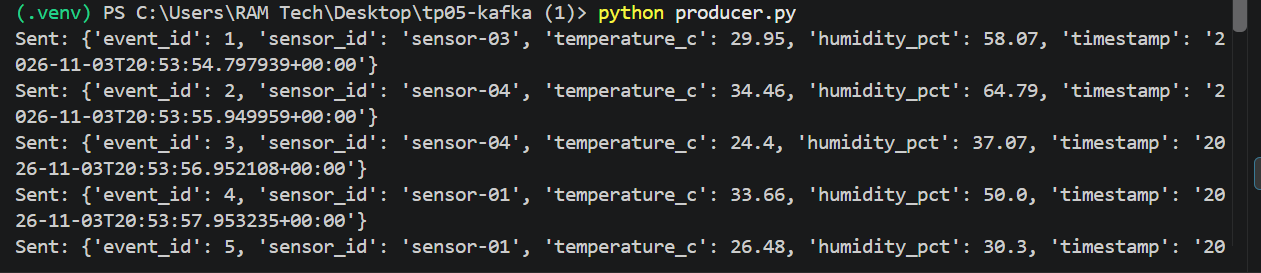 (.venv) PS C:\Users\RAM Tech\Desktop\tp05-kafka (1)> python producer.py
Sent: {'event_id': 1, 'sensor_id': 'sensor-03', 'temperature_c': 29.95, 'humidity_pct': 58.07, 'timestamp': '2
026-11-03T20:53:54.797939+00:00'}
Sent: {'event_id': 2, 'sensor_id': 'sensor-04', 'temperature_c': 34.46, 'humidity_pct': 64.79, 'timestamp': '2
026-11-03T20:53:55.949959+00:00'}
Sent: {'event_id': 3, 'sensor_id': 'sensor-04', 'temperature_c': 24.4, 'humidity_pct': 37.07, 'timestamp': '20
26-11-03T20:53:56.952108+00:00'}
Sent: {'event_id': 4, 'sensor_id': 'sensor-01', 'temperature_c': 33.66, 'humidity_pct': 50.0, 'timestamp': '20
26-11-03T20:53:57.953235+00:00'}
Sent: {'event_id': 5, 'sensor_id': 'sensor-01', 'temperature_c': 26.48, 'humidity_pct': 30.3, 'timestamp': '20